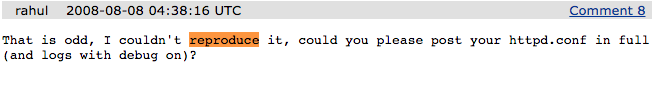 rahul 2008-08-08 04:38:16 UTC Comment 8
That is odd, I couldn't reproduce it, could you please post your httpd.conf in full
(and logs with debug on)?